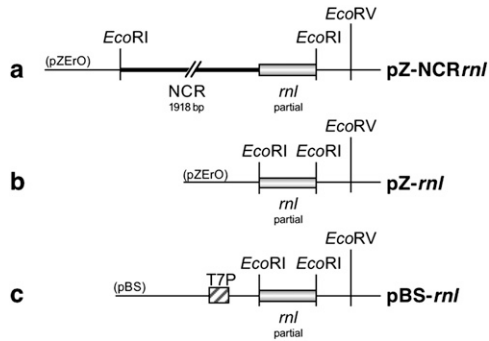 EcoRV
EcoRI EcoRI
(pZErO)
a pZ-NCRrnl
NCR rnl
1918 bp partial
EcoRV
EcoRI EcoRI
(pZErO)
b pZ-rnl
rnl
partial
EcoRV
T7P EcoRI EcoRI
(pBS)
c pBS-rnl
rnl
partial